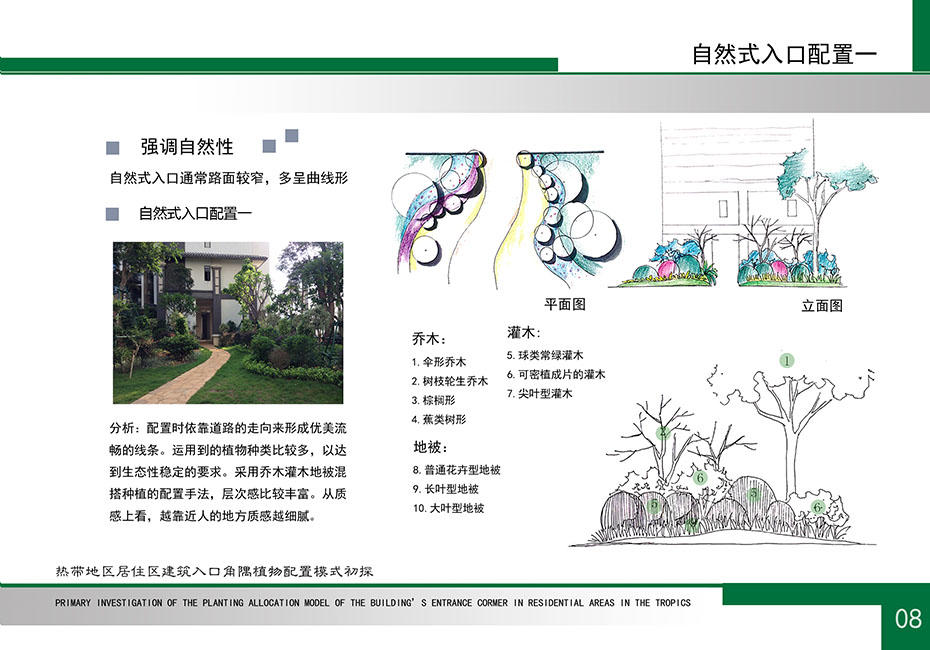 自然式入口配置一
强调自然性
自然式入口通常路面较窄，多呈曲线形
自然式入口配置一
分析：配置时依靠道路的走向来形成优美流
畅的线条。运用到的植物种类比较多，以达
到生态性稳定的要求。采用乔木灌木地被混
搭种植的配置手法，层次感比较丰富。从质
感上看，越靠近人的地方质感越细腻。
平面图
立面图
乔木：
1. 伞形乔木
2. 树枝轮生乔木
3. 棕榈形
4. 蕉类树形
灌木：
5. 球类常绿灌木
6. 可密植成片的灌木
7. 尖叶型灌木
地被：
8. 普通花卉型地被
9. 长叶型地被
10. 大叶型地被
1
2
6
5
5
6
热带地区居住区建筑入口角隅植物配置模式初探
PRIMARY INVESTIGATION OF THE PLANTING ALLOCATION MODEL OF THE BUILDING'S ENTRANCE CORMER IN RESIDENTIAL AREAS IN THE TROPICS
08